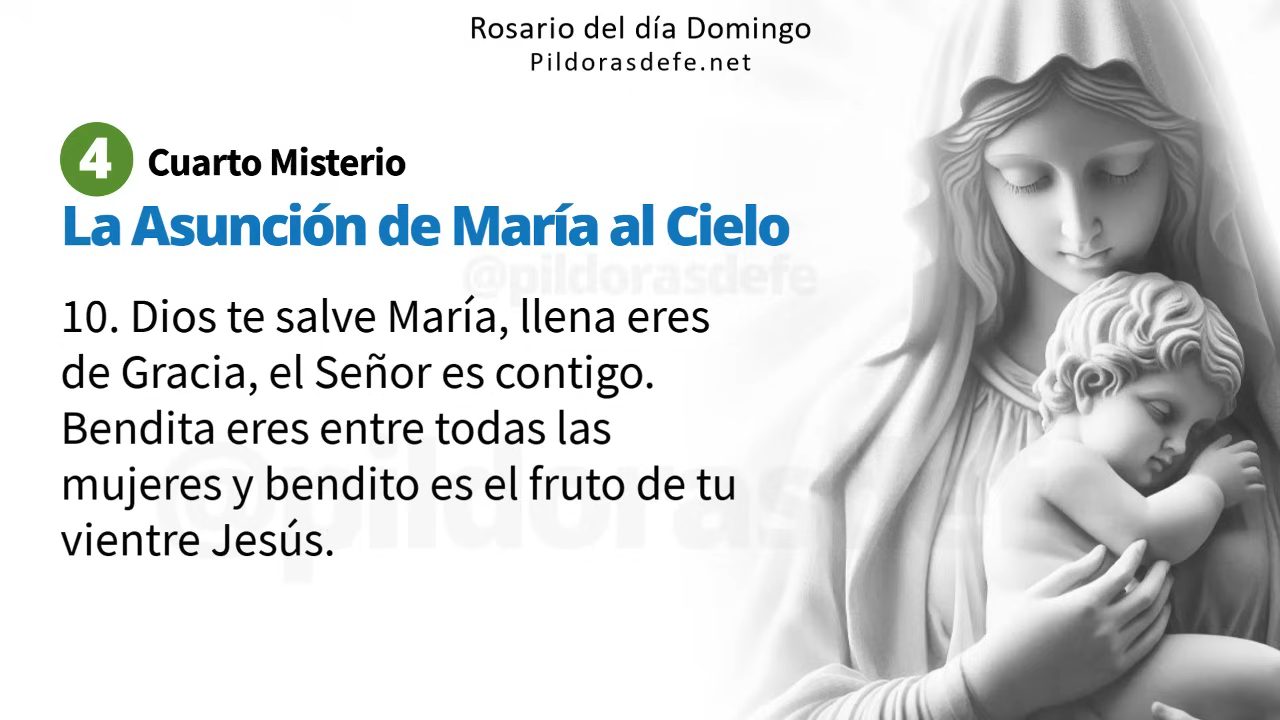 Rosario del día Domingo
Pildorasdefe.net
4 Cuarto Misterio
La Asunción de María al Cielo
@pildorasdefe
10. Dios te salve María, llena eres
de Gracia, el Señor es contigo.
Bendita eres entre todas las
mujeres y bendito es el fruto de tu
vientre Jesús.
@pildorasdefe